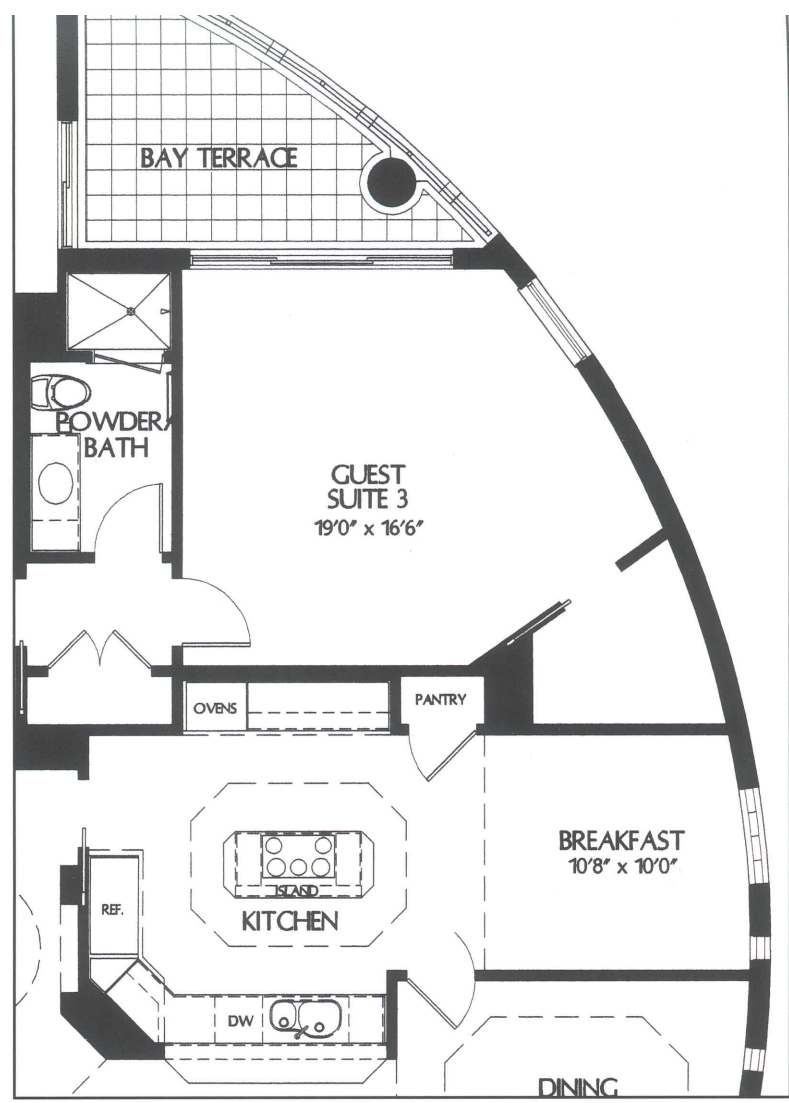 BAY TERRACE
POWDER
BATH
GUEST
SUITE 3
19'0" x 16'6"
OVENS
PANTRY
BREAKFAST
10'8" x 10'0"
ISLAND
REF.
KITCHEN
DW
DINING